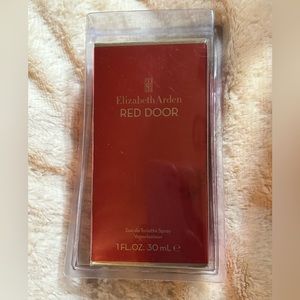 Elizabeth Arden
RED DOOR
Eau de Toilette Spray
Vaporisateur
1 FL.OZ. 30 mL ℮